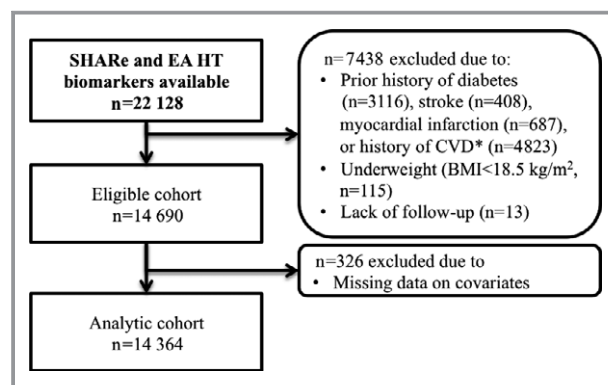 SHARe and EA HT
biomarkers available
n=22 128
n=7438 excluded due to:
• Prior history of diabetes
(n=3116), stroke (n=408),
myocardial infarction (n=687),
or history of CVD* (n=4823)
• Underweight (BMI<18.5 kg/m²,
n=115)
• Lack of follow-up (n=13)
Eligible cohort
n=14 690
n=326 excluded due to
• Missing data on covariates
Analytic cohort
n=14 364